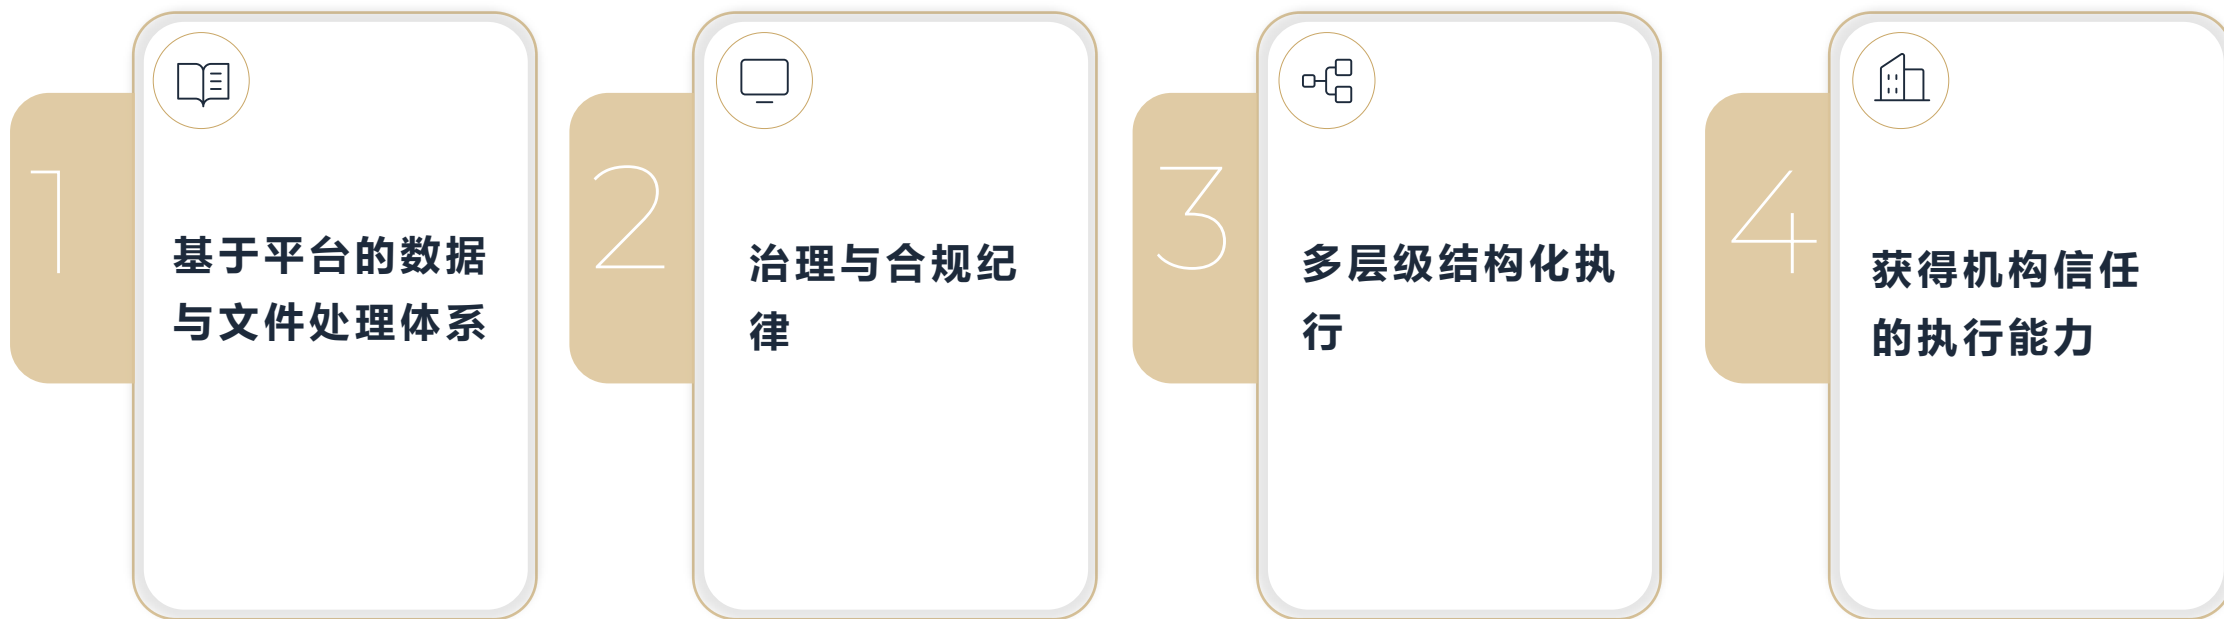 1
基于平台的数据
与文件处理体系
2
治理与合规纪
律
3
多层级结构化执
行
4
获得机构信任
的执行能力